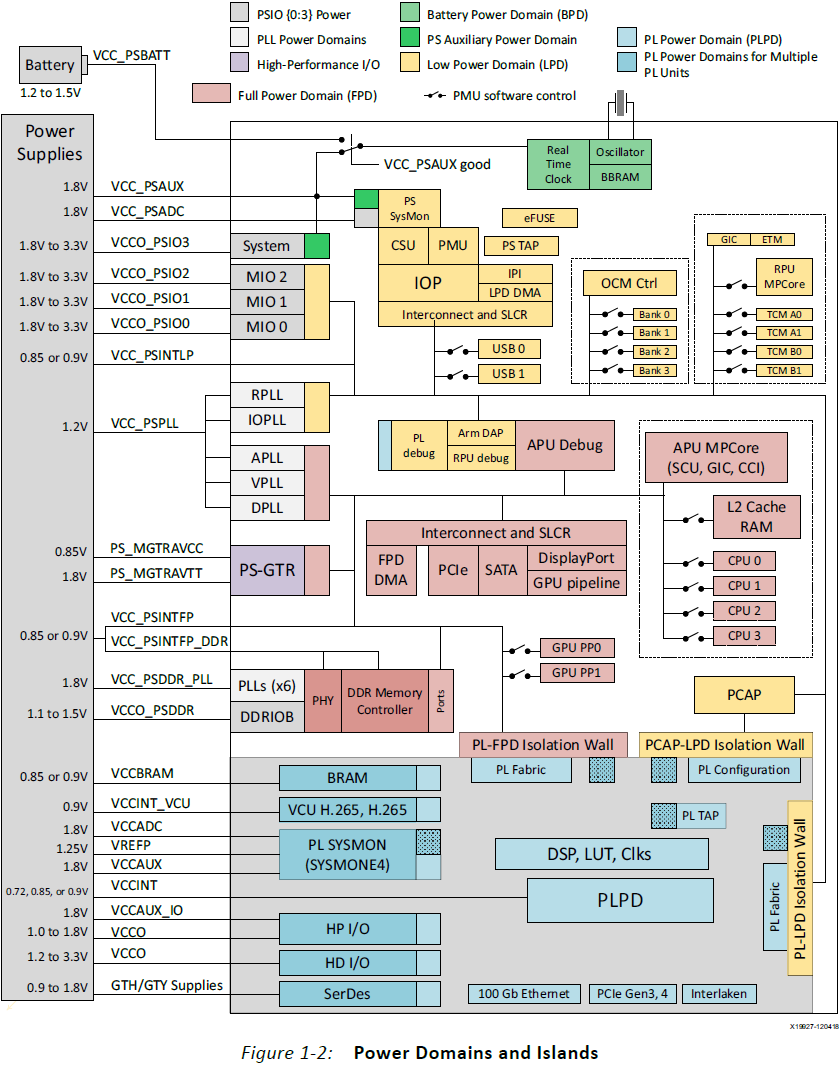 PSIO {0:3} Power
Battery Power Domain (BPD)
PLL Power Domains
PS Auxiliary Power Domain
PL Power Domain (PLPD)
High-Performance I/O
Low Power Domain (LPD)
PL Power Domains for Multiple
PL Units
Full Power Domain (FPD)
PMU software control
Battery
VCC_PSBATT
1.2 to 1.5V
Power
Supplies
VCC_PSAUX good
Real
Time
Clock
Oscillator
BBRAM
1.8V
VCC_PSAUX
1.8V
VCC_PSADC
1.8V to 3.3V
VCCO_PSIO3
1.8V to 3.3V
VCCO_PSIO2
1.8V to 3.3V
VCCO_PSIO1
1.8V to 3.3V
VCCO_PSIO0
0.85 or 0.9V
VCC_PSINTLP
System
MIO 2
MIO 1
MIO 0
PS
SysMon
eFUSE
CSU
PMU
PS TAP
IOP
IPI
LPD DMA
Interconnect and SLCR
USB 0
USB 1
OCM Ctrl
Bank 0
Bank 1
Bank 2
Bank 3
GIC
ETM
RPU
MPCore
TCM A0
TCM A1
TCM B0
TCM B1
1.2V
VCC_PSPLL
RPLL
IOPLL
APLL
VPLL
DPLL
PL
debug
Arm DAP
RPU debug
APU Debug
APU MPCore
(SCU, GIC, CCI)
L2 Cache
RAM
CPU 0
CPU 1
CPU 2
CPU 3
0.85V
PS_MGTRAVCC
1.8V
PS_MGTRAVTT
PS-GTR
Interconnect and SLCR
FPD
DMA
PCIe
SATA
DisplayPort
GPU pipeline
VCC_PSINTFP
0.85 or 0.9V
VCC_PSINTFP_DDR
GPU PP0
GPU PP1
1.8V
VCC_PSDDR_PLL
1.1 to 1.5V
VCCO_PSDDR
PLLs (x6)
DDRIOB
PHY
DDR Memory
Controller
Ports
PCAP
PL-FPD Isolation Wall
PCAP-LPD Isolation Wall
0.85 or 0.9V
VCCBRAM
BRAM
PL Fabric
PL Configuration
0.9V
VCCINT_VCU
VCU H.265, H.265
PL TAP
1.8V
VCCADC
1.25V
VREFP
1.8V
VCCAUX
PL SYSMON
(SYSMONE4)
DSP, LUT, Clks
0.72, 0.85, or 0.9V
VCCINT
PLPD
PL Fabric
PL-LPD Isolation Wall
1.8V
VCCAUX_IO
1.0 to 1.8V
VCCO
HP I/O
1.2 to 3.3V
VCCO
HD I/O
0.9 to 1.8V
GTH/GTY Supplies
SerDes
100 Gb Ethernet
PCIe Gen3, 4
Interlaken
X19927-120418
Figure 1-2: Power Domains and Islands